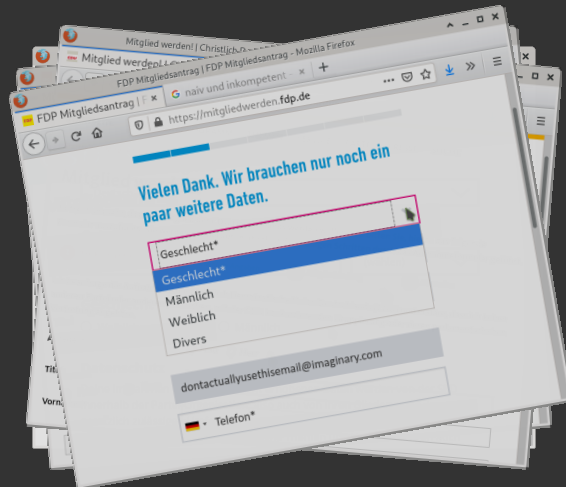 Mitglied werden! | Christlich D
Mitglied werden! | C
FDP Mitgliedsantrag | FDP Mitgliedsantrag - Mozilla Firefox
FDP Mitgliedsantrag | F
naiv und inkompetent
https://mitgliedwerden.fdp.de
Vielen Dank. Wir brauchen nur noch ein
paar weitere Daten.
Geschlecht*
Geschlecht*
Männlich
Weiblich
Divers
dontactuallyusethisemail@imaginary.com
Telefon*
Tite
Vorn